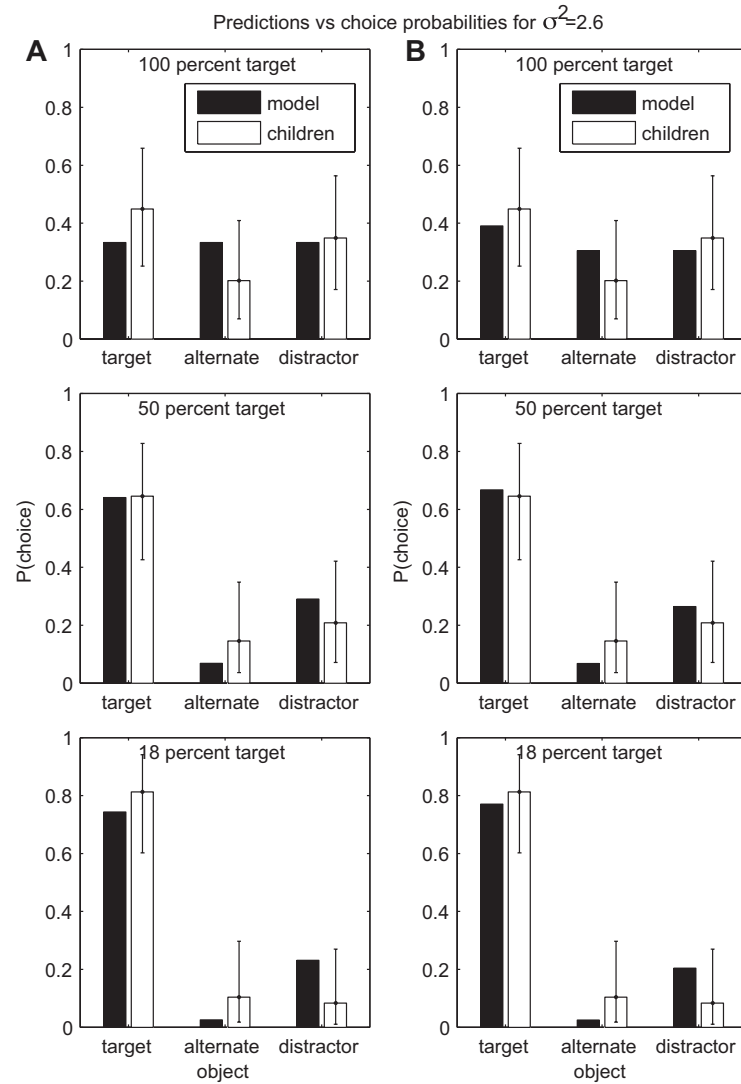 Predictions vs choice probabilities for σ²=2.6
A
100 percent target
model
children
1
0.8
0.6
0.4
0.2
0
target alternate distractor
B
100 percent target
model
children
1
0.8
0.6
0.4
0.2
0
target alternate distractor
50 percent target
P(choice)
1
0.8
0.6
0.4
0.2
0
target alternate distractor
50 percent target
P(choice)
1
0.8
0.6
0.4
0.2
0
target alternate distractor
18 percent target
1
0.8
0.6
0.4
0.2
0
target alternate distractor
object
18 percent target
1
0.8
0.6
0.4
0.2
0
target alternate distractor
object